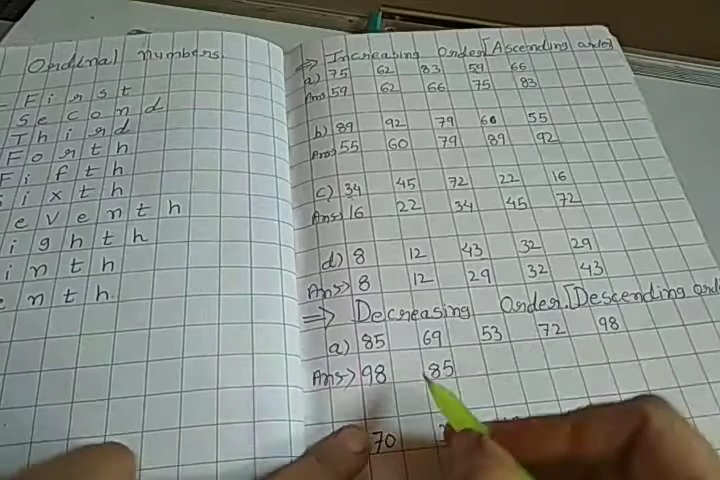 Ordinal numbers.
First
Second
Third
Forth
Fifth
ixth
eventh
ighth
inth
enth.
⇒ Increasing Order [Ascending order
a) 75 62 83 59 66
Ans) 59 62 66 75 83
b) 89 92 79 60 55
Ans) 55 60 79 89 92
c) 34 45 72 22 16
Ans) 16 22 34 45 72
d) 8 12 43 32 29
Ans) 8 12 29 32 43
⇒ Decreasing Order. [Descending orde
a) 85 69 53 72 98
Ans) 98 85
70